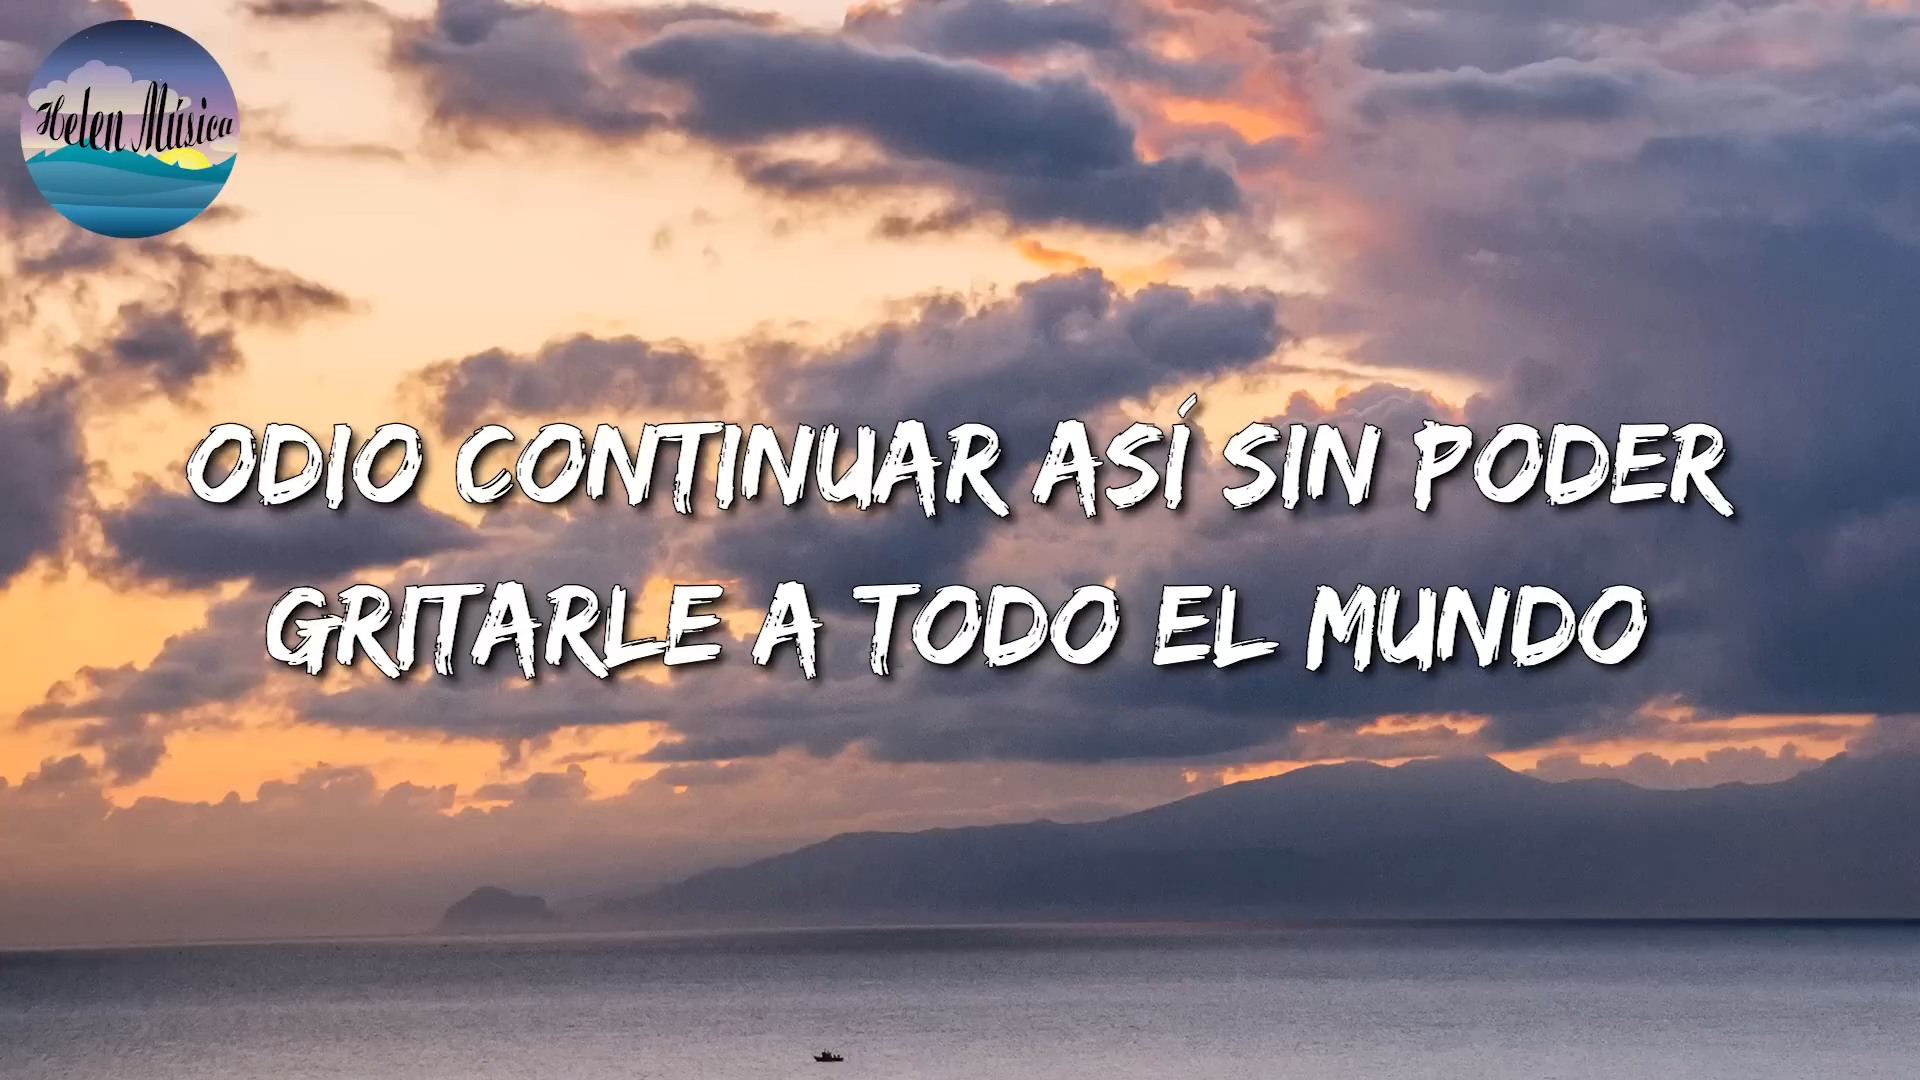 Helen Música
ODIO CONTINUAR ASÍ SIN PODER
GRITARLE A TODO EL MUNDO